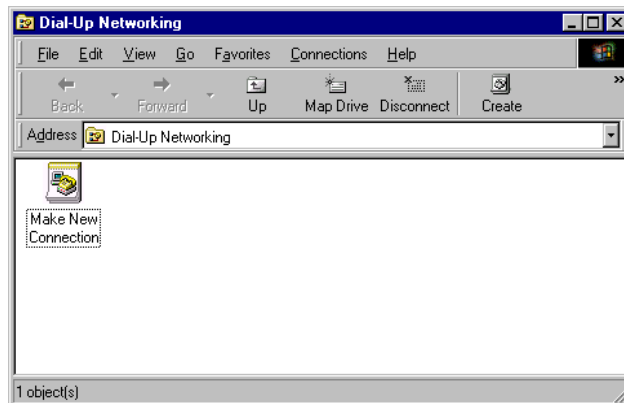 Dial-Up Networking
File Edit View Go Favorites Connections Help
Back Forward Up Map Drive Disconnect Create »
Address Dial-Up Networking
Make New
Connection
1 object(s)